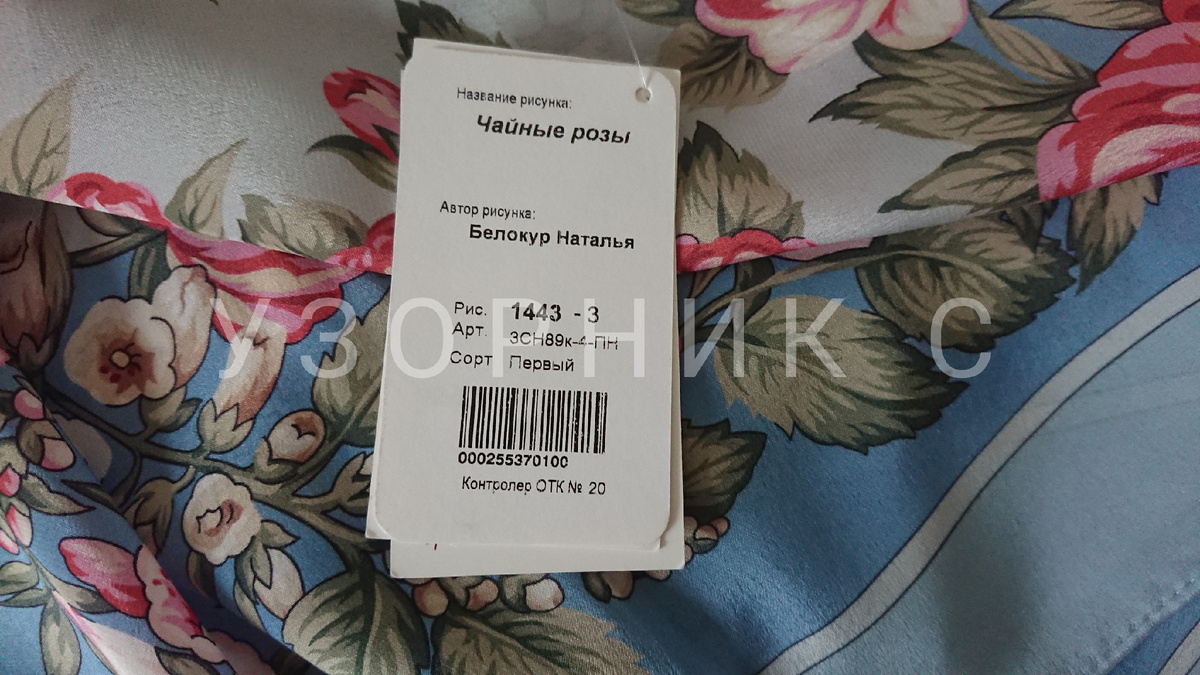 Название рисунка:
Чайные розы
Автор рисунка:
Белокур Наталья
Рис. 1443 - 3
Арт. 3СН89к-4-ПН
Сорт Первый
000255370100
Контролер ОТК № 20
УЗОРНИК С